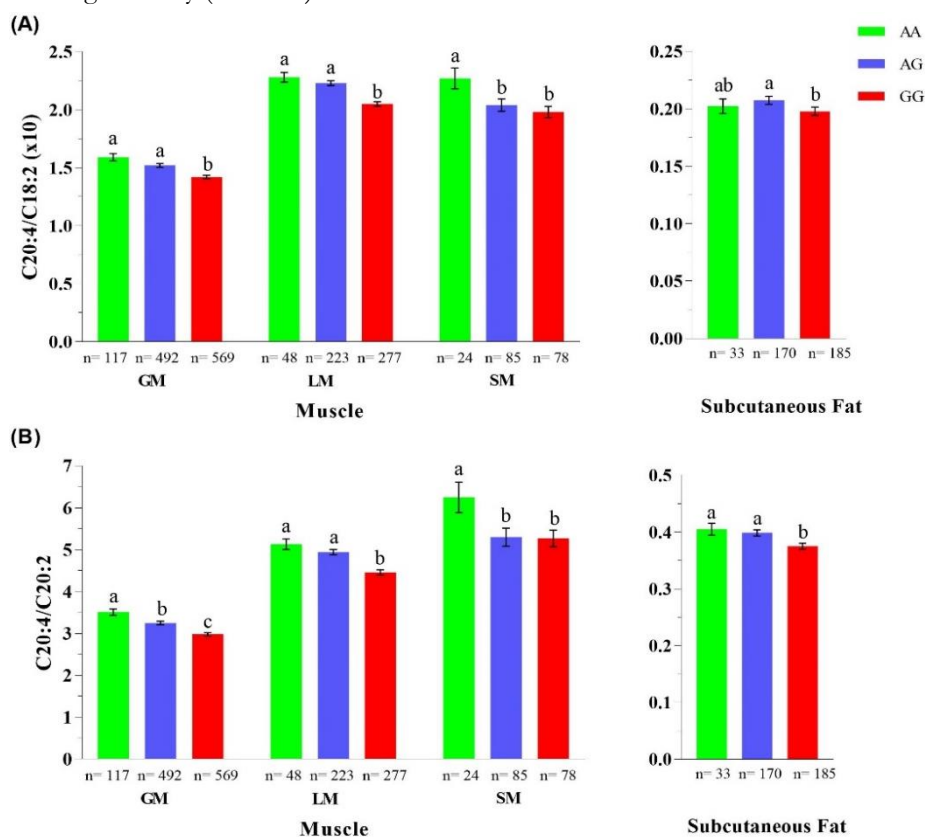 (A)
C20:4/C18:2 (x10)
2.5
2.0
1.5
1.0
0.5
0.0
a a b
a a b
a b b
n= 117 n= 492 n= 569 n= 48 n= 223 n= 277 n= 24 n= 85 n= 78
GM LM SM
Muscle
0.25
0.20
0.15
0.10
0.05
0.00
ab a b
n= 33 n= 170 n= 185
Subcutaneous Fat
AA
AG
GG
(B)
C20:4/C20:2
7
6
5
4
3
2
1
0
a b c
a a b
a b b
n= 117 n= 492 n= 569 n= 48 n= 223 n= 277 n= 24 n= 85 n= 78
GM LM SM
Muscle
0.5
0.4
0.3
0.2
0.1
0.0
a a b
n= 33 n= 170 n= 185
Subcutaneous Fat